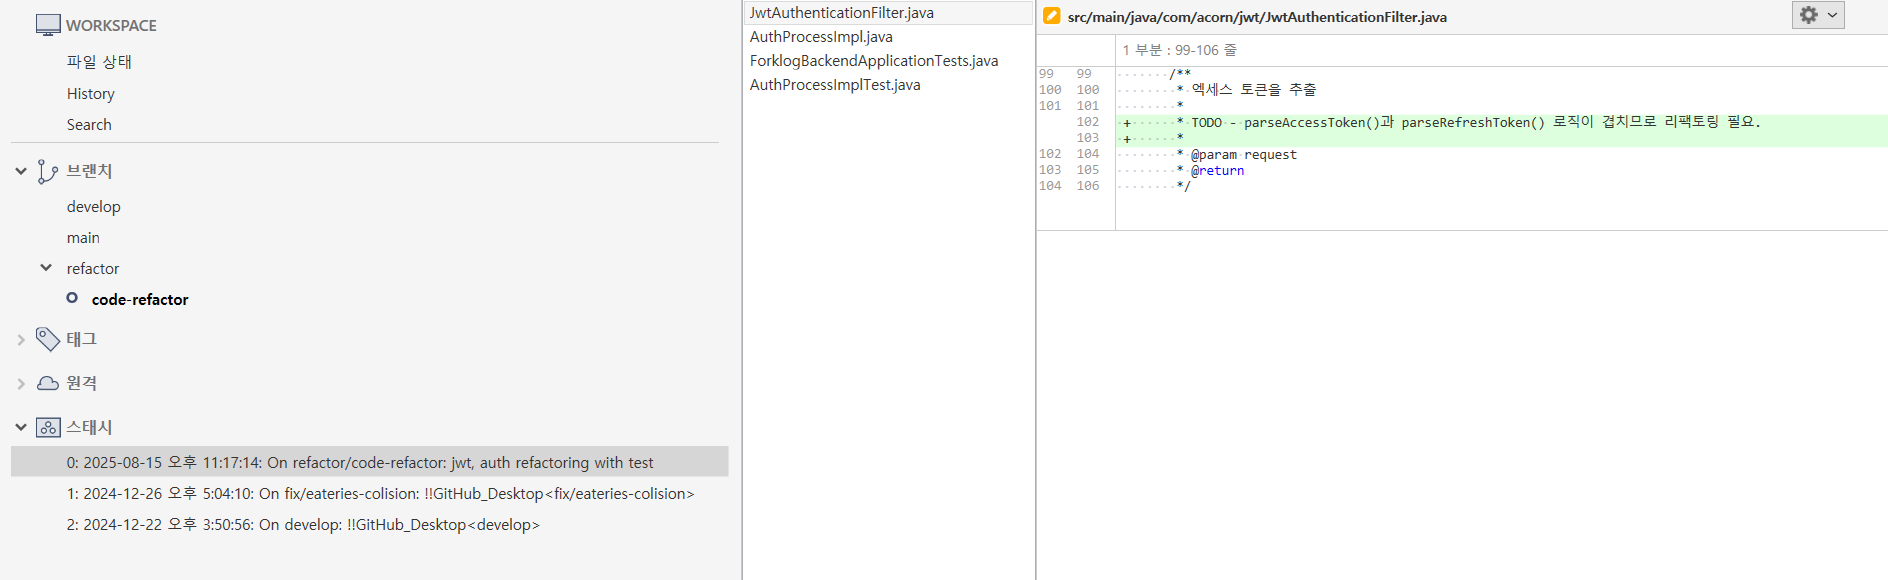 WORKSPACE
파일 상태
History
Search
브랜치
develop
main
refactor
code-refactor
태그
원격
스태시
0: 2025-08-15 오후 11:17:14: On refactor/code-refactor: jwt, auth refactoring with test
1: 2024-12-26 오후 5:04:10: On fix/eateries-colision: !!GitHub_Desktop<fix/eateries-colision>
2: 2024-12-22 오후 3:50:56: On develop: !!GitHub_Desktop<develop>
JwtAuthenticationFilter.java
AuthProcessImpl.java
ForklogBackendApplicationTests.java
AuthProcessImplTest.java
src/main/java/com/acorn/jwt/JwtAuthenticationFilter.java
1 부분 : 99-106 줄
99 99 /**
100 100 * 엑세스 토큰을 추출
101 101 *
102 + * TODO - parseAccessToken()과 parseRefreshToken() 로직이 겹치므로 리팩토링 필요.
103 + *
102 104 * @param request
103 105 * @return
104 106 */